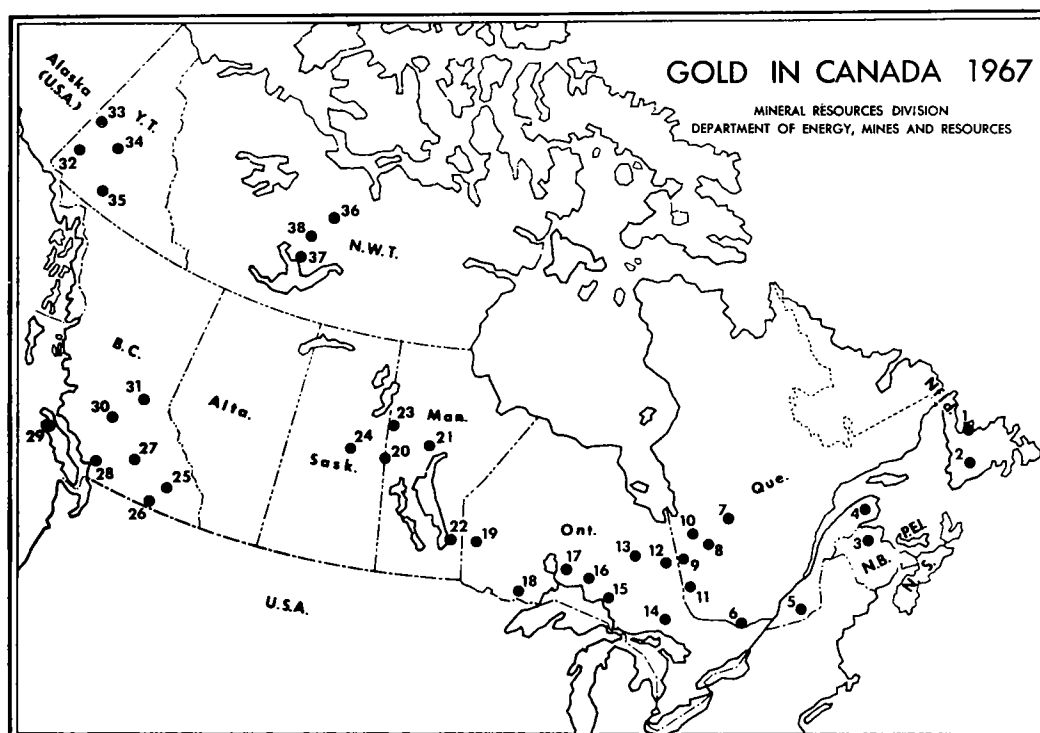 GOLD IN CANADA 1967
MINERAL RESOURCES DIVISION
DEPARTMENT OF ENERGY, MINES AND RESOURCES
Alaska
(U.S.A.)
Y.T.
33
34
32
35
36
38
37
N.W.T.
B.C.
31
30
29
28
27
25
26
Alta.
Sask.
24
23
Man.
20
21
22
19
Ont.
18
17
16
15
13
12
14
Que.
7
10
8
9
11
6
5
Nfld.
1
2
4
3
P.E.I.
N.B.
N.S.
U.S.A.